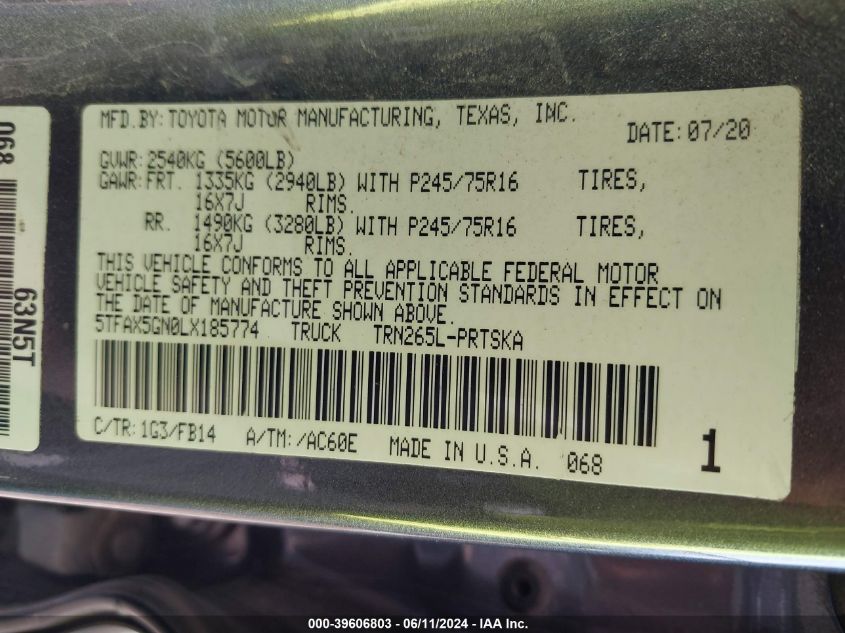 MFD.BY:TOYOTA MOTOR MANUFACTURING, TEXAS, INC.
DATE:07/20
GVWR:2540KG (5600LB)
GAWR:FRT. 1335KG (2940LB) WITH P245/75R16 TIRES,
16X7J RIMS.
RR. 1490KG (3280LB) WITH P245/75R16 TIRES,
16X7J RIMS.
THIS VEHICLE CONFORMS TO ALL APPLICABLE FEDERAL MOTOR
VEHICLE SAFETY AND THEFT PREVENTION STANDARDS IN EFFECT ON
THE DATE OF MANUFACTURE SHOWN ABOVE.
5TFAX5GN0LX185774 TRUCK TRN265L-PRTSKA
C/TR:1G3/FB14 A/TM:/AC60E MADE IN U.S.A. 068 1
068
63N5T
000-39606803 - 06/11/2024 - IAA Inc.